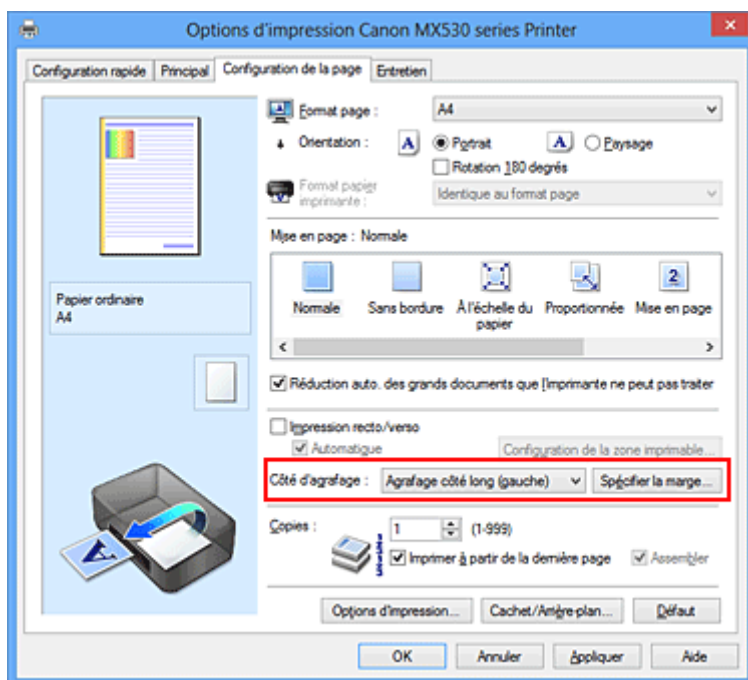 Options d'impression Canon MX530 series Printer
Configuration rapide Principal Configuration de la page Entretien
Format page : A4
Orientation : A Portrait A Paysage
Rotation 180 degrés
Format papier imprimante : Identique au format page
Mise en page : Normale
Papier ordinaire
A4
Normale Sans bordure À l'échelle du papier Proportionnée 2 Mise en page
Réduction auto. des grands documents que l'imprimante ne peut pas traiter
Impression recto/verso
Automatique Configuration de la zone imprimable...
Côté d'agrafage : Agrafage côté long (gauche) Spécifier la marge...
Copies : 1 (1-999)
Imprimer à partir de la dernière page Assembler
Options d'impression... Cachet/Arrière-plan... Défaut
OK Annuler Appliquer Aide